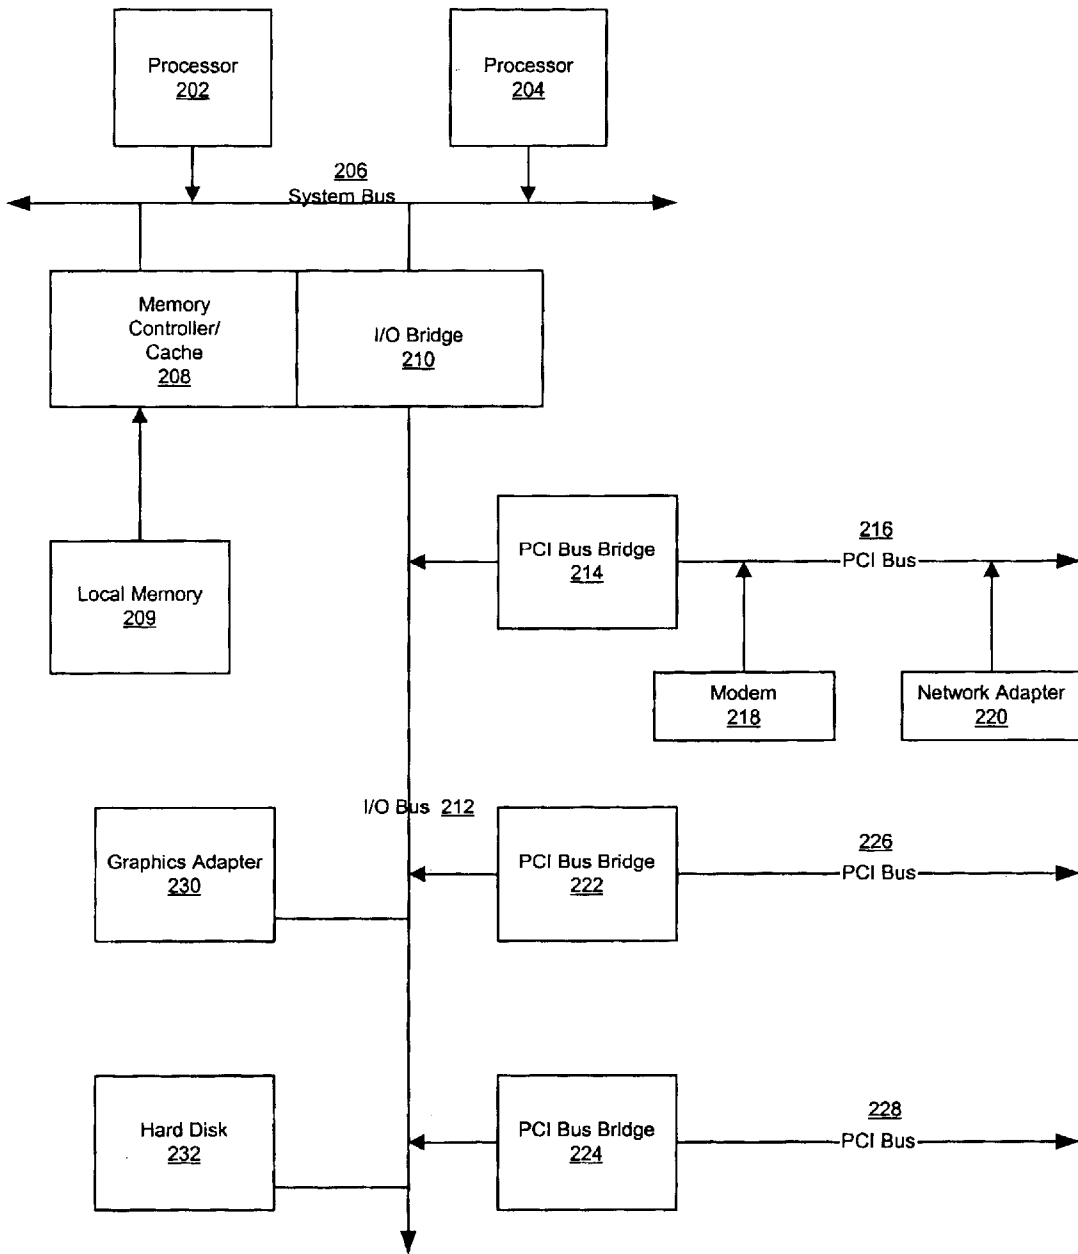 Processor
202
Processor
204
206
System Bus
Memory
Controller/
Cache
208
I/O Bridge
210
PCI Bus Bridge
214
216
PCI Bus
Local Memory
209
Modem
218
Network Adapter
220
I/O Bus 212
Graphics Adapter
230
PCI Bus Bridge
222
226
PCI Bus
Hard Disk
232
PCI Bus Bridge
224
228
PCI Bus